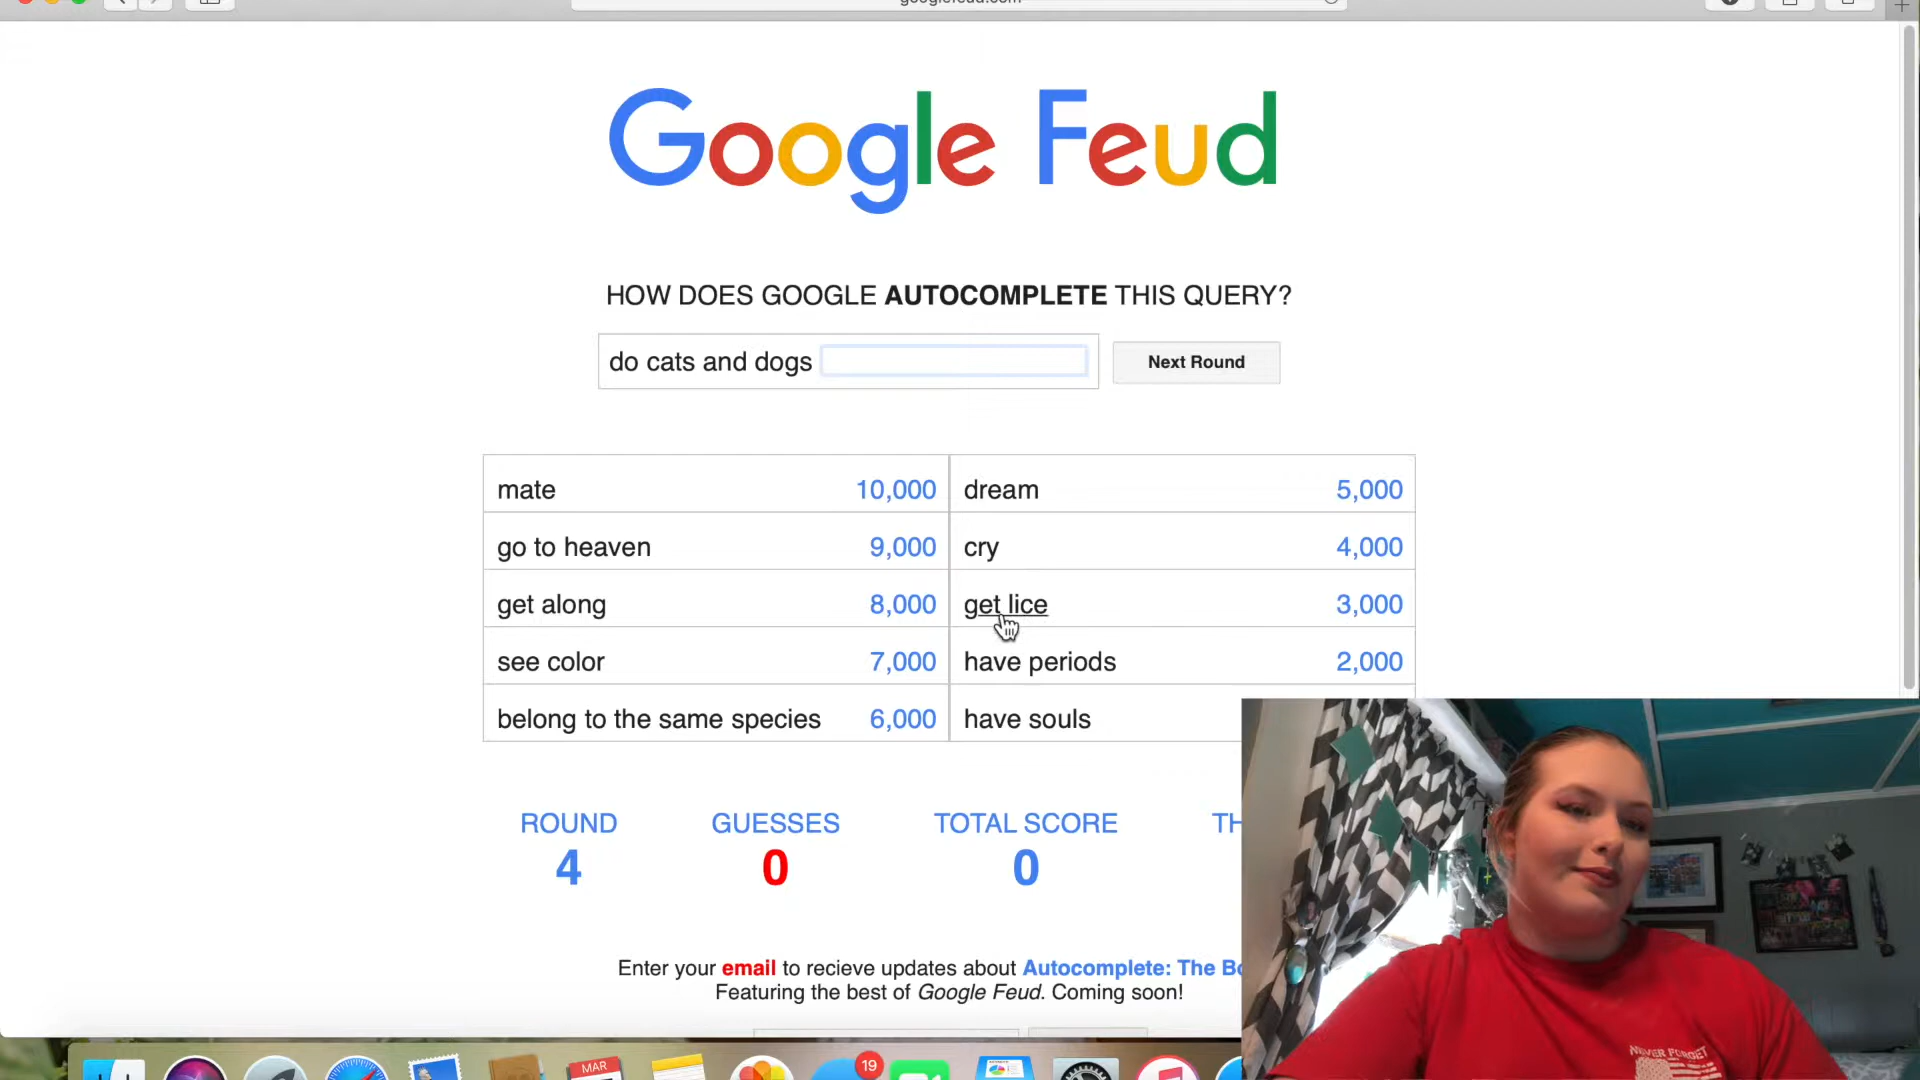 Google Feud
HOW DOES GOOGLE AUTOCOMPLETE THIS QUERY?
do cats and dogs
Next Round
mate 10,000 dream 5,000
go to heaven 9,000 cry 4,000
get along 8,000 get lice 3,000
see color 7,000 have periods 2,000
belong to the same species 6,000 have souls
ROUND GUESSES TOTAL SCORE
4 0 0
Enter your email to recieve updates about Autocomplete: The
Featuring the best of Google Feud. Coming soon!
NEVER FORGET
MAR
19